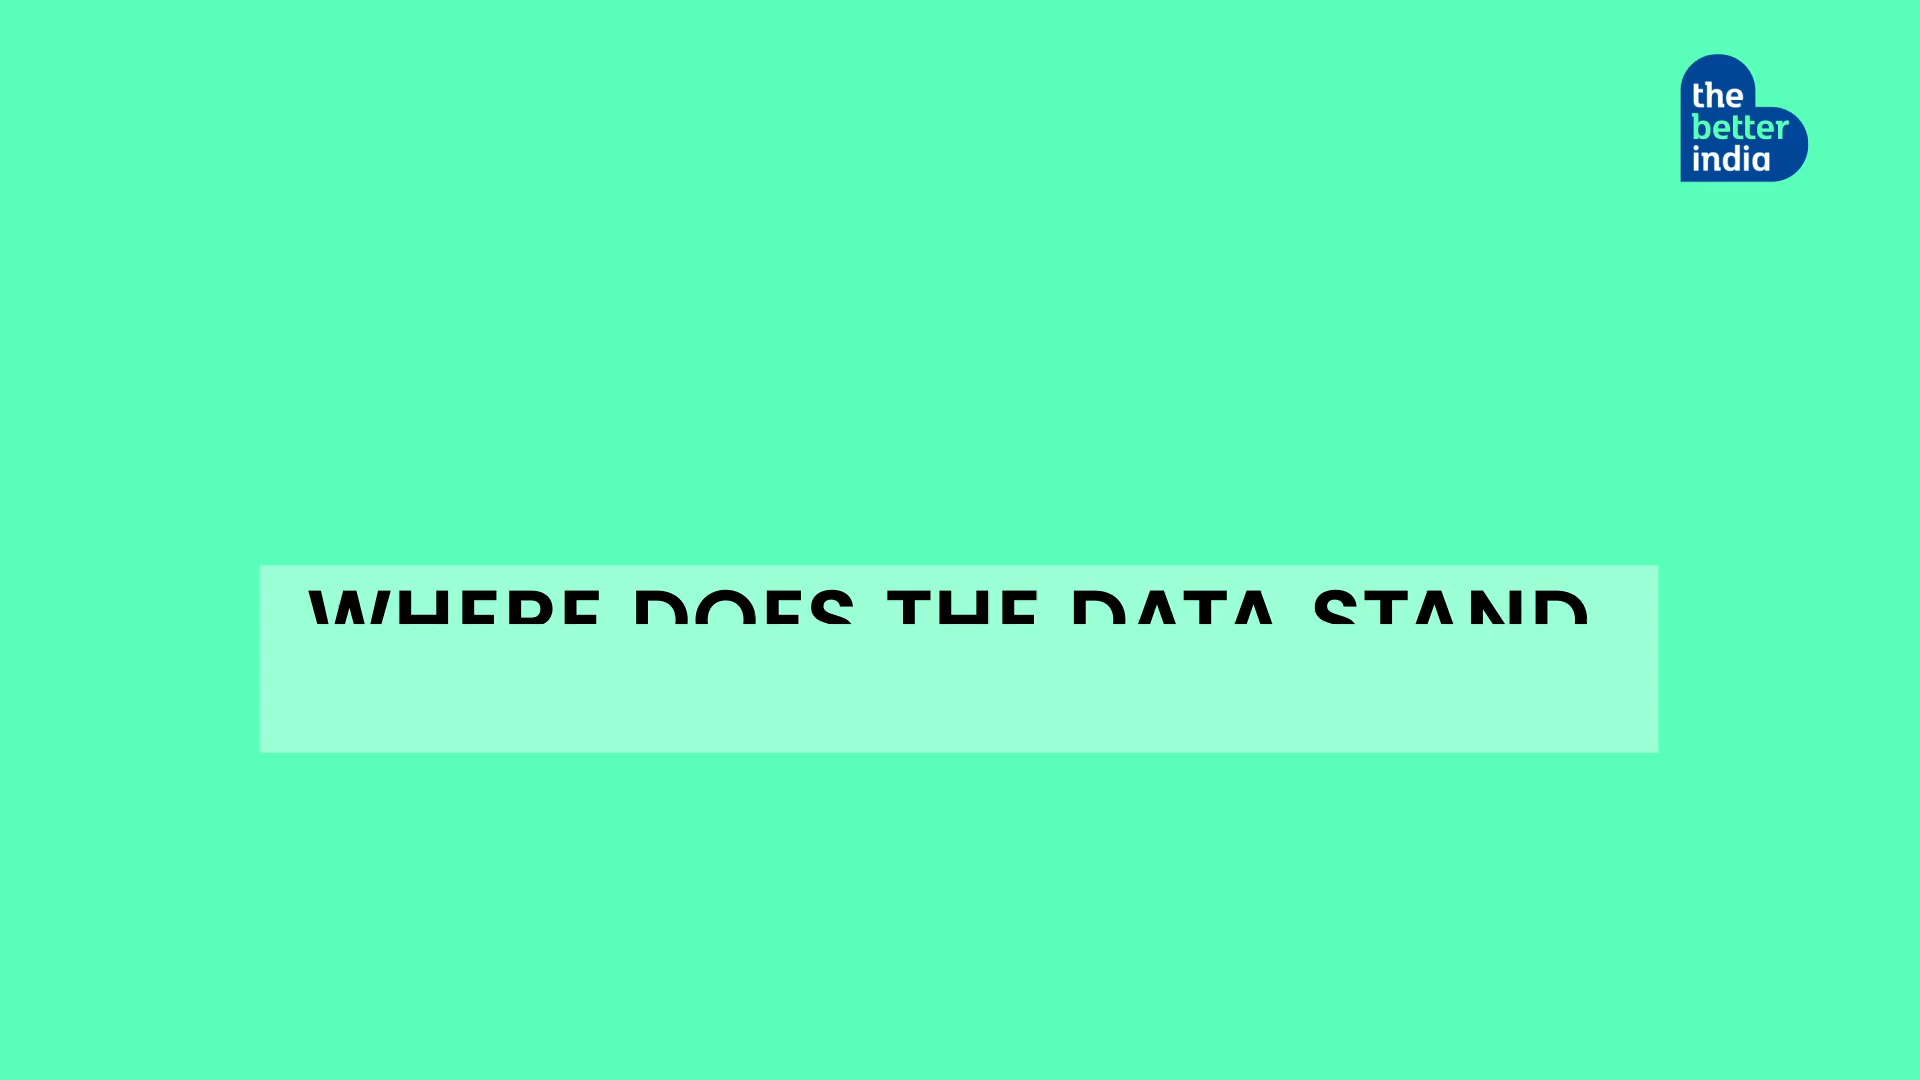 the
better
india
WHERE DOES THE DATA STAND